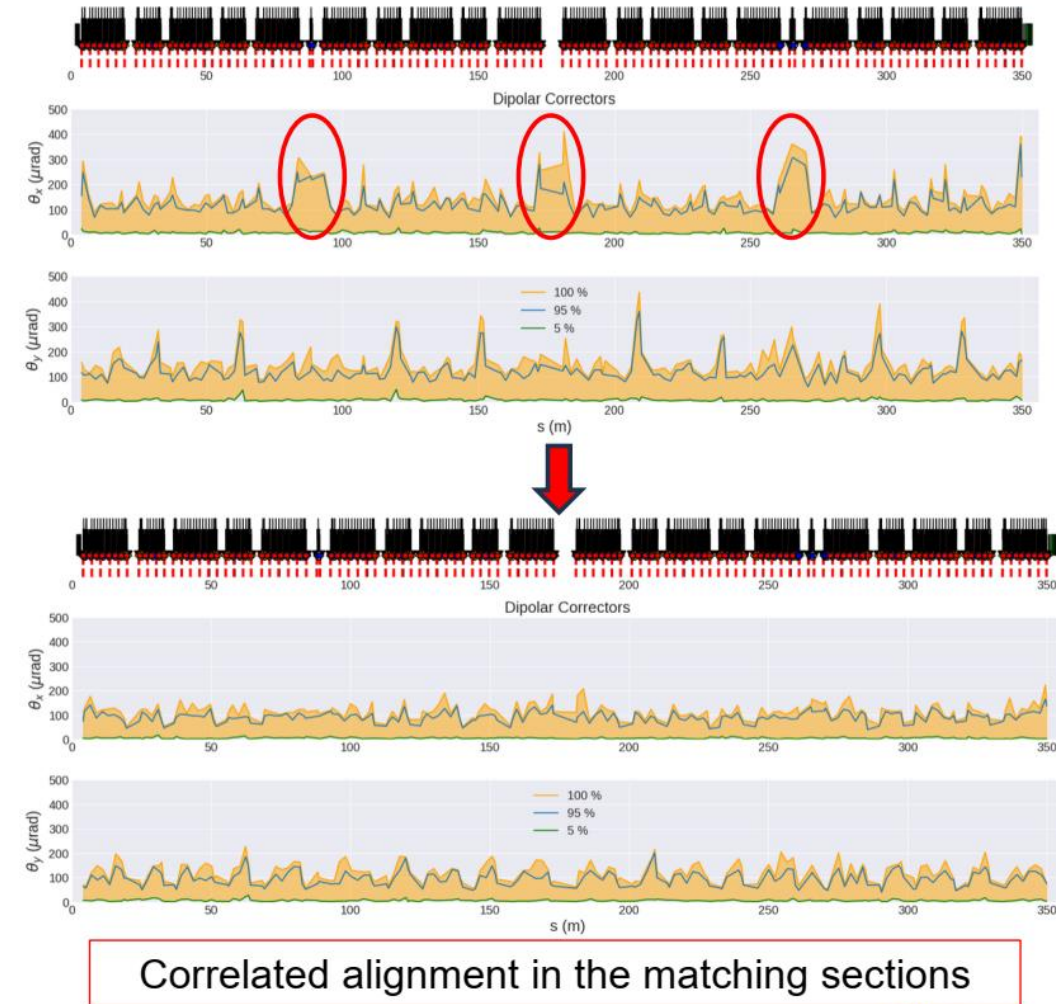 0 50 100 150 200 250 300 350
Dipolar Correctors
500
400
300
200
100
0
θx (μrad)
0 50 100 150 200 250 300 350
500
400
300
200
100
0
θy (μrad)
100 %
95 %
5 %
0 50 100 150 200 250 300 350
s (m)
0 50 100 150 200 250 300 350
Dipolar Correctors
500
400
300
200
100
0
θx (μrad)
0 50 100 150 200 250 300 350
500
400
300
200
100
0
θy (μrad)
100 %
95 %
5 %
0 50 100 150 200 250 300 350
s (m)
Correlated alignment in the matching sections